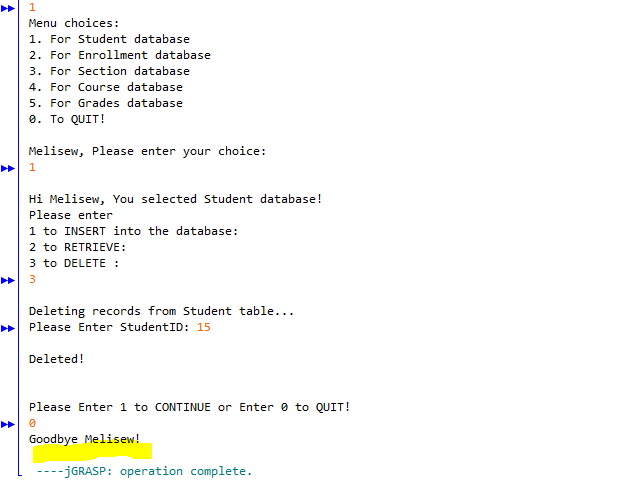 1
Menu choices:
1. For Student database
2. For Enrollment database
3. For Section database
4. For Course database
5. For Grades database
0. To QUIT!
Melisew, Please enter your choice:
1
Hi Melisew, You selected Student database!
Please enter
1 to INSERT into the database:
2 to RETRIEVE:
3 to DELETE :
3
Deleting records from Student table...
Please Enter StudentID: 15
Deleted!
Please Enter 1 to CONTINUE or Enter 0 to QUIT!
0
Goodbye Melisew!
----jGRASP: operation complete.